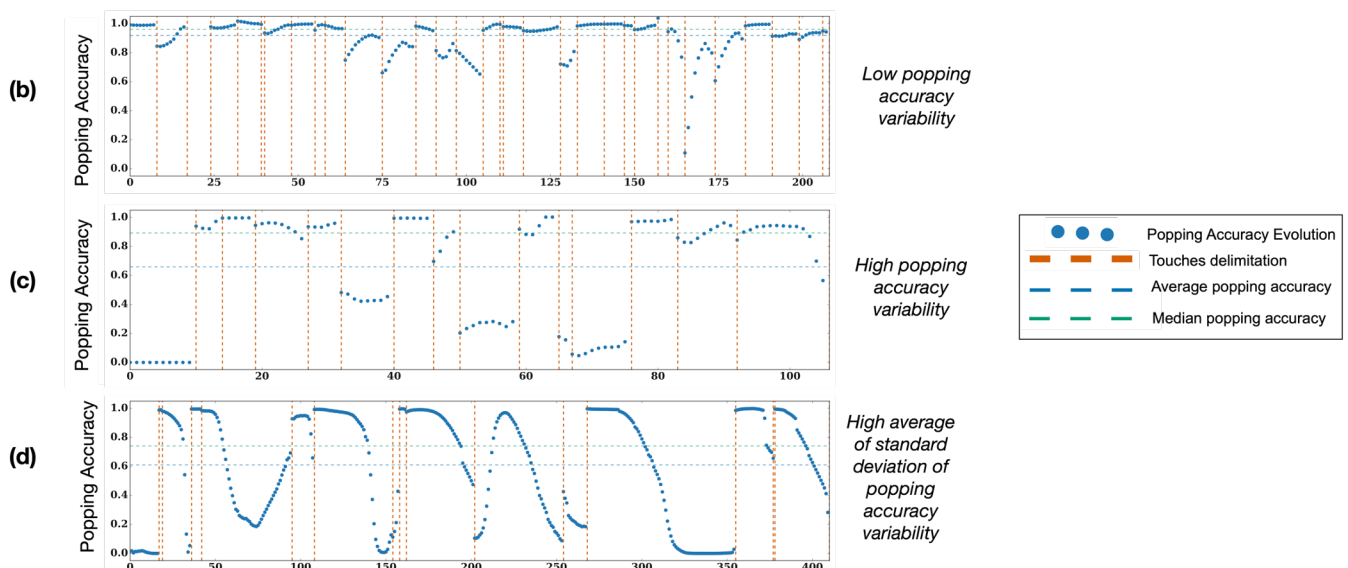 (b)
Popping Accuracy
1.0
0.8
0.6
0.4
0.2
0.0
0 25 50 75 100 125 150 175 200
Low popping
accuracy
variability
(c)
Popping Accuracy
1.0
0.8
0.6
0.4
0.2
0.0
0 20 40 60 80 100
High popping
accuracy
variability
Popping Accuracy Evolution
Touches delimitation
Average popping accuracy
Median popping accuracy
(d)
Popping Accuracy
1.0
0.8
0.6
0.4
0.2
0.0
0 50 100 150 200 250 300 350 400
High average
of standard
deviation of
popping
accuracy
variability